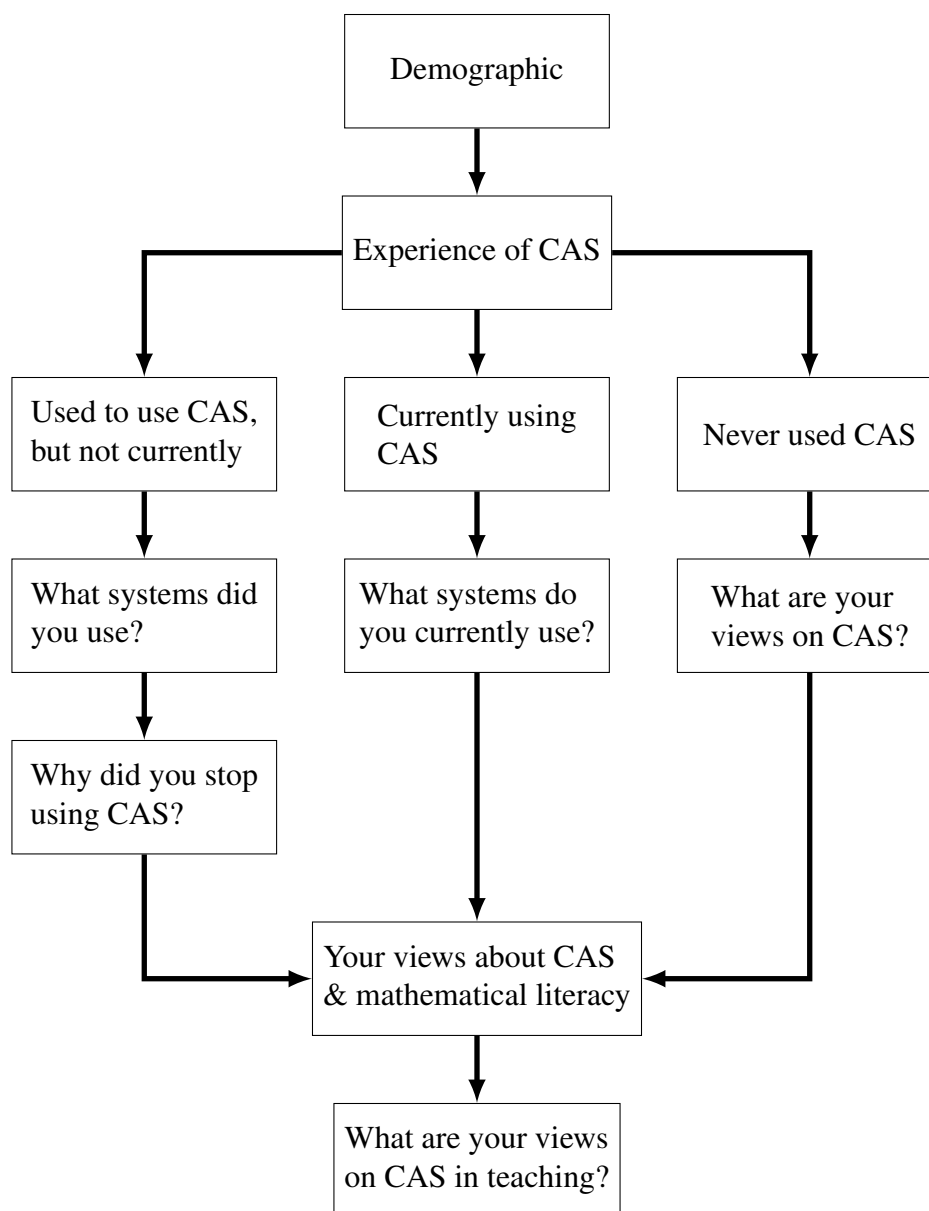 Demographic
Experience of CAS
Used to use CAS,
but not currently
Currently using
CAS
Never used CAS
What systems did
you use?
What systems do
you currently use?
What are your
views on CAS?
Why did you stop
using CAS?
Your views about CAS
& mathematical literacy
What are your views
on CAS in teaching?